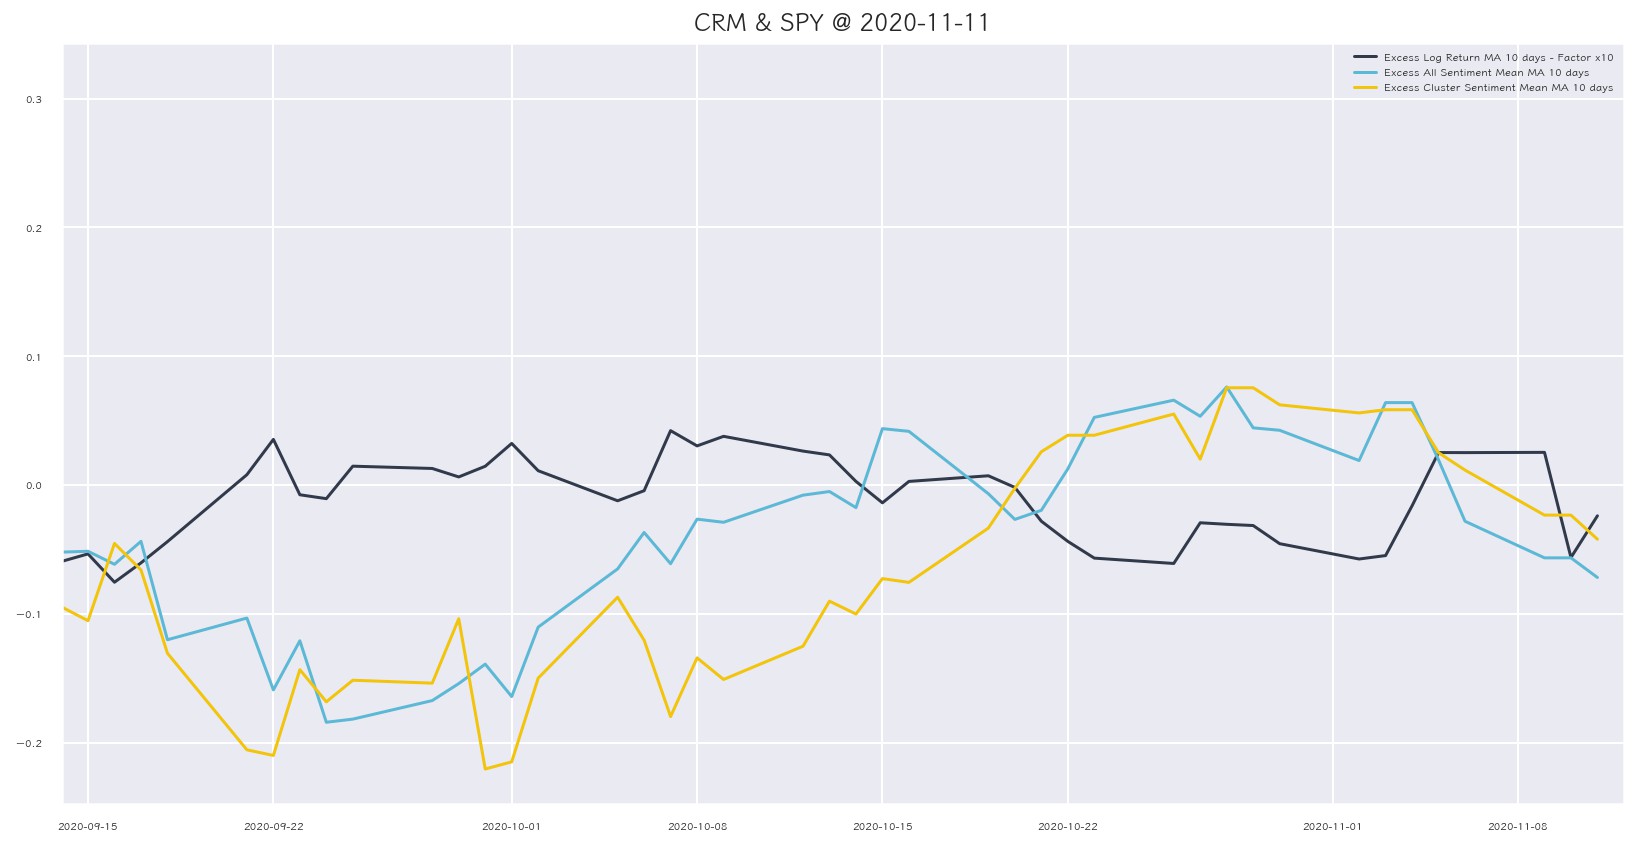 CRM & SPY @ 2020-11-11
Excess Log Return MA 10 days - Factor x10
Excess All Sentiment Mean MA 10 days
Excess Cluster Sentiment Mean MA 10 days
0.3
0.2
0.1
0.0
−0.1
−0.2
2020-09-15 2020-09-22 2020-10-01 2020-10-08 2020-10-15 2020-10-22 2020-11-01 2020-11-08